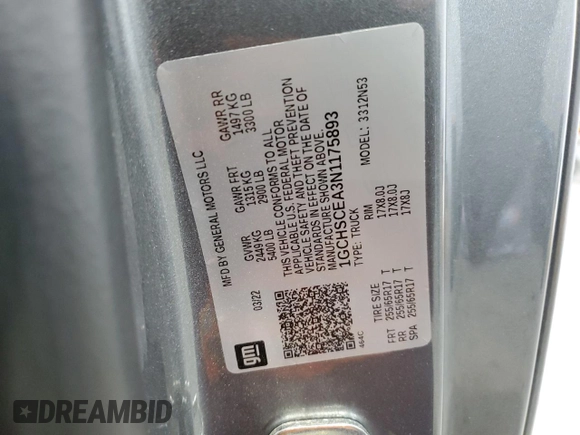 MFD BY GENERAL MOTORS LLC
03/22
GVWR
2449 KG
5400 LB
GAWR FRT
1315 KG
2900 LB
GAWR RR
1497 KG
3300 LB
THIS VEHICLE CONFORMS TO ALL
APPLICABLE U.S. FEDERAL MOTOR
VEHICLE SAFETY AND THEFT PREVENTION
STANDARDS IN EFFECT ON THE DATE OF
MANUFACTURE SHOWN ABOVE.
1GCHSCEA3N1175893
TYPE: TRUCK
MODEL: 3312N53
gm
464C
TIRE SIZE RIM
FRT 255/65R17 T 17X8.0J
RR 255/65R17 T 17X8.0J
SPA 255/65R17 T 17X8J
DREAMBID